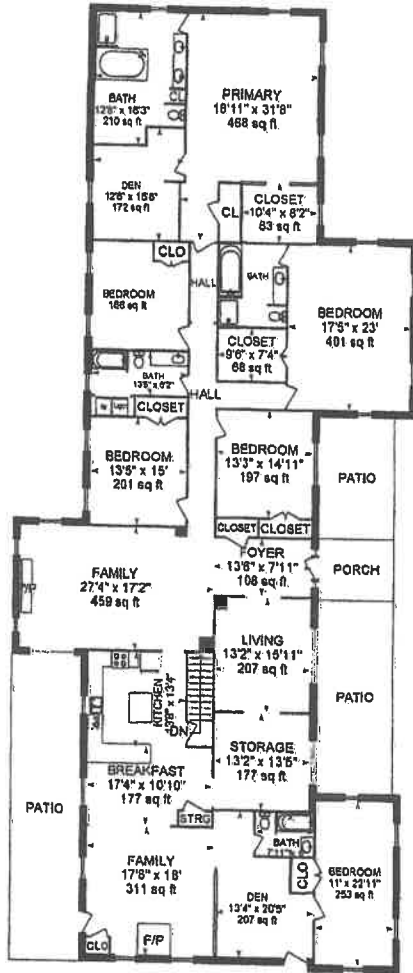 PRIMARY
18'11" x 31'8"
468 sq ft
BATH
12'8" x 16'3"
210 sq ft
CL
DEN
12'6" x 15'6"
172 sq ft
CLOSET
10'4" x 8'2"
83 sq ft
CL
CLO
HALL
BATH
BEDROOM
166 sq ft
BEDROOM
17'5" x 23'
401 sq ft
CLOSET
9'6" x 7'4"
68 sq ft
BATH
13'5" x 6'2"
HALL
CLOSET
BEDROOM
13'5" x 15'
201 sq ft
BEDROOM
13'3" x 14'11"
197 sq ft
PATIO
CLOSET
CLOSET
FOYER
13'6" x 7'11"
108 sq ft
PORCH
FAMILY
27'4" x 17'2"
459 sq ft
F/P
LIVING
13'2" x 15'11"
207 sq ft
PATIO
KITCHEN
DN
STORAGE
13'2" x 13'5"
177 sq ft
BREAKFAST
17'4" x 10'10"
177 sq ft
PATIO
STRG
BATH
FAMILY
17'8" x 18'
311 sq ft
CLO
BEDROOM
11' x 22'11"
253 sq ft
DEN
13'4" x 20'5"
207 sq ft
CLO
F/P